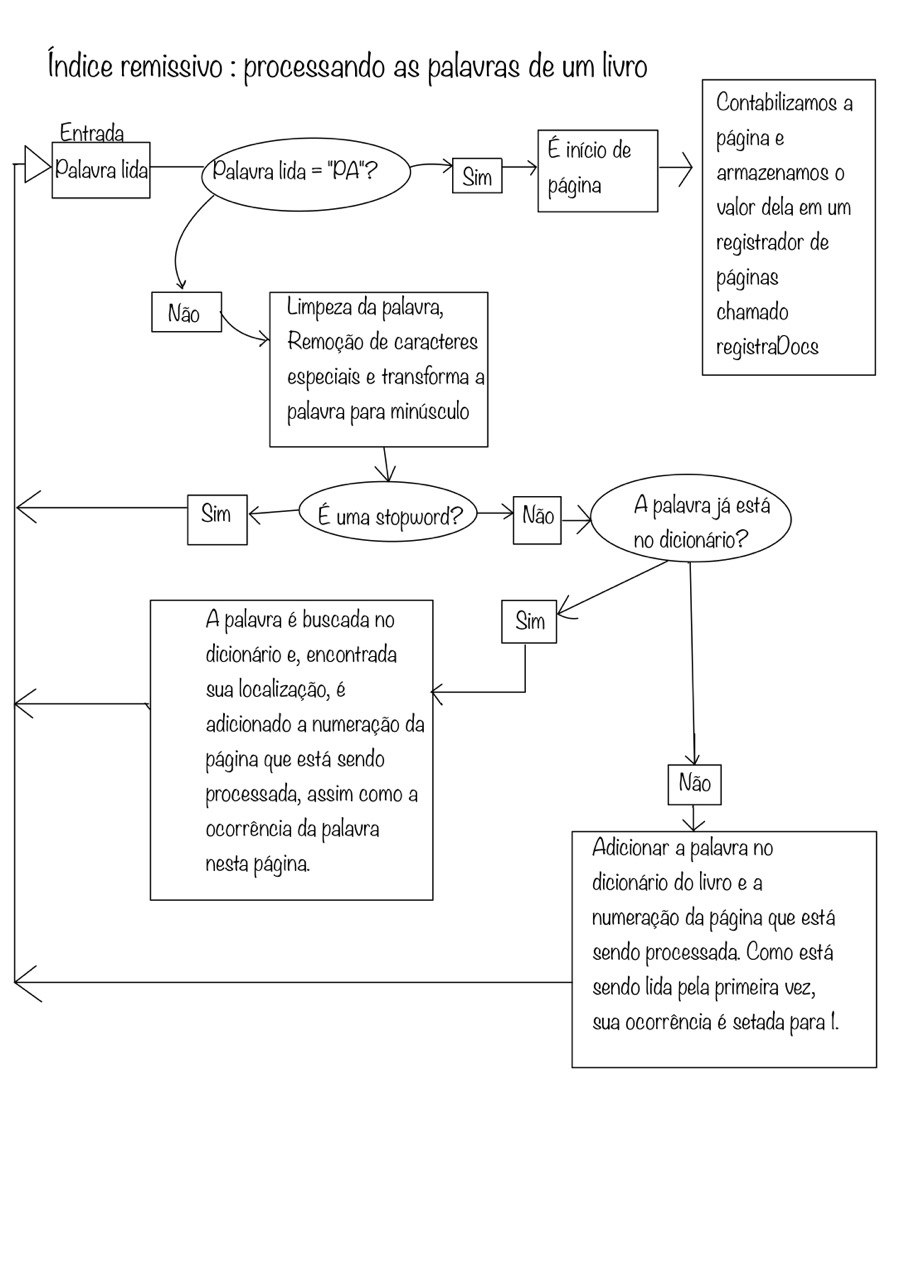 Índice remissivo : processando as palavras de um livro
Entrada
Palavra lida
Palavra lida = "PA"?
Sim
É início de
página
Contabilizamos a
página e
armazenamos o
valor dela em um
registrador de
páginas
chamado
registraDocs
Não
Limpeza da palavra,
Remoção de caracteres
especiais e transforma a
palavra para minúsculo
Sim
É uma stopword?
Não
A palavra já está
no dicionário?
Sim
A palavra é buscada no
dicionário e, encontrada
sua localização, é
adicionado a numeração da
página que está sendo
processada, assim como a
ocorrência da palavra
nesta página.
Não
Adicionar a palavra no
dicionário do livro e a
numeração da página que está
sendo processada. Como está
sendo lida pela primeira vez,
sua ocorrência é setada para 1.